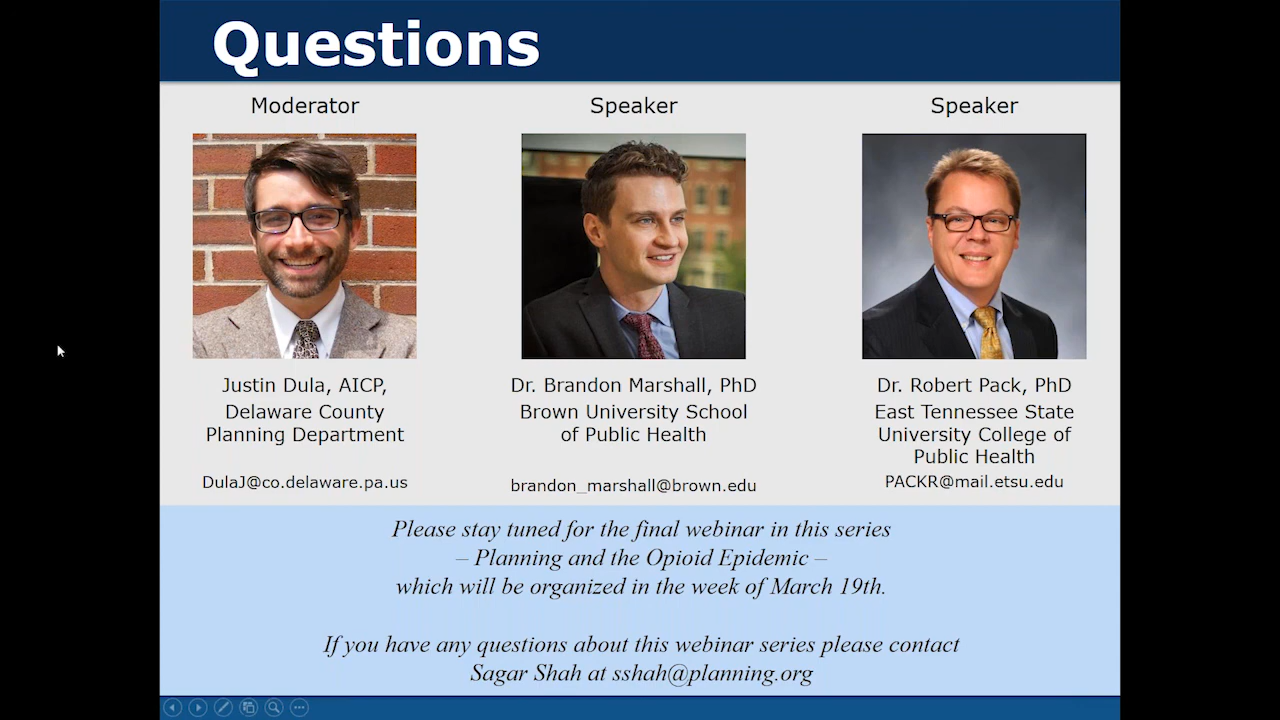 Questions
Moderator
Speaker
Speaker
Justin Dula, AICP,
Delaware County
Planning Department
DulaJ@co.delaware.pa.us
Dr. Brandon Marshall, PhD
Brown University School
of Public Health
brandon_marshall@brown.edu
Dr. Robert Pack, PhD
East Tennessee State
University College of
Public Health
PACKR@mail.etsu.edu
Please stay tuned for the final webinar in this series
– Planning and the Opioid Epidemic –
which will be organized in the week of March 19th.
If you have any questions about this webinar series please contact
Sagar Shah at sshah@planning.org